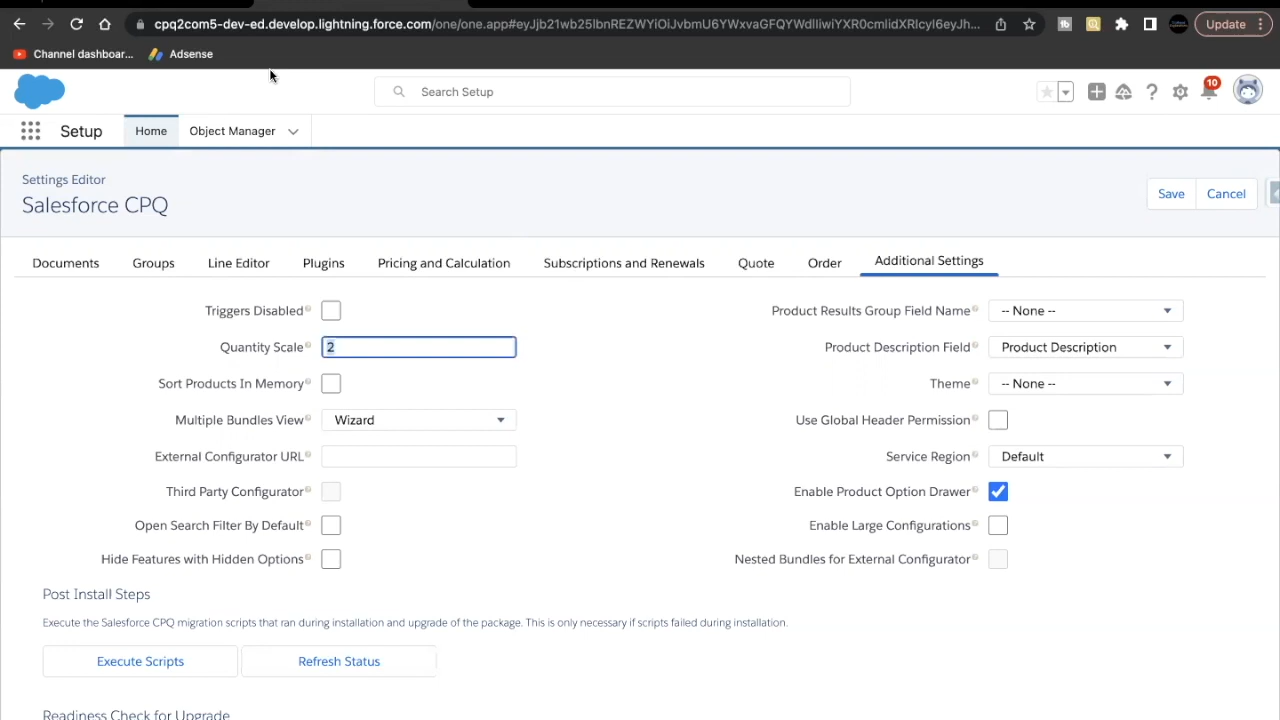 cpq2com5-dev-ed.develop.lightning.force.com/one/one.app#
Update
Channel dashboar...
Adsense
Search Setup
10
Setup
Home
Object Manager
Settings Editor
Salesforce CPQ
Save
Cancel
Documents
Groups
Line Editor
Plugins
Pricing and Calculation
Subscriptions and Renewals
Quote
Order
Additional Settings
Triggers Disabled
Product Results Group Field Name
-- None --
Quantity Scale
2
Product Description Field
Product Description
Sort Products In Memory
Theme
-- None --
Multiple Bundles View
Wizard
Use Global Header Permission
External Configurator URL
Service Region
Default
Third Party Configurator
Enable Product Option Drawer
Open Search Filter By Default
Enable Large Configurations
Hide Features with Hidden Options
Nested Bundles for External Configurator
Post Install Steps
Execute the Salesforce CPQ migration scripts that ran during installation and upgrade of the package. This is only necessary if scripts failed during installation.
Execute Scripts
Refresh Status
Readiness Check for Upgrade